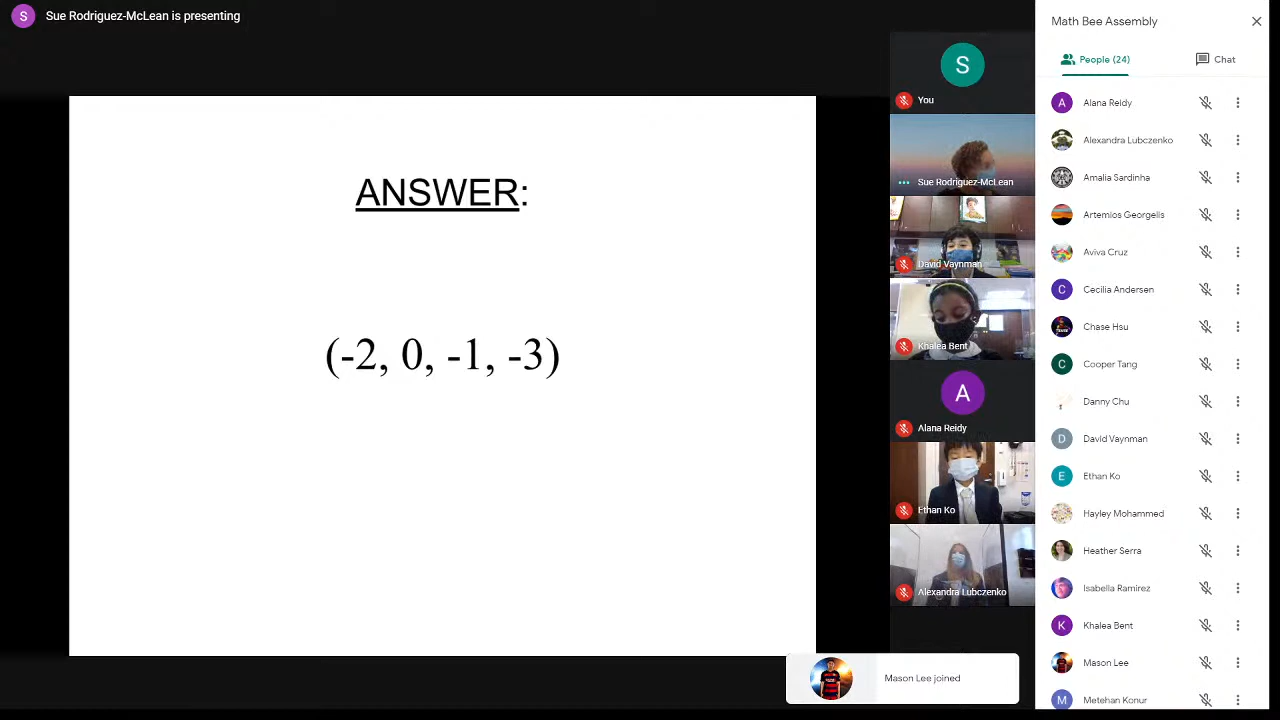 S
Sue Rodriguez-McLean is presenting
ANSWER:
(-2, 0, -1, -3)
S
You
Sue Rodriguez-McLean
David Vaynman
Khalea Bent
A
Alana Reidy
Ethan Ko
Alexandra Lubczenko
Mason Lee joined
Math Bee Assembly
People (24)
Chat
A
Alana Reidy
Alexandra Lubczenko
Amalia Sardinha
Artemios Georgelis
Aviva Cruz
C
Cecilia Andersen
Chase Hsu
C
Cooper Tang
Danny Chu
D
David Vaynman
E
Ethan Ko
Hayley Mohammed
Heather Serra
Isabella Ramirez
K
Khalea Bent
Mason Lee
M
Metehan Konur